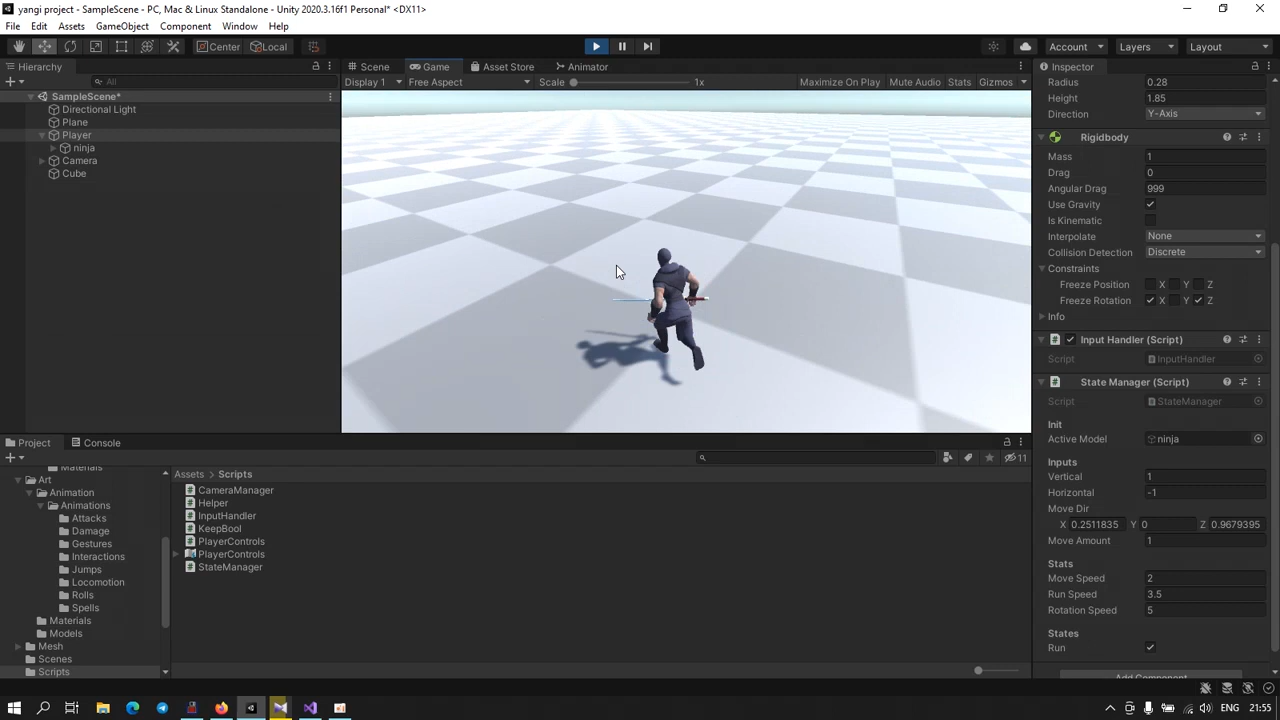 yangi project - SampleScene - PC, Mac & Linux Standalone - Unity 2020.3.16f1 Personal* <DX11>
File Edit Assets GameObject Component Window Help
Center Local Account Layers Layout
Hierarchy
All
SampleScene*
Directional Light
Plane
Player
ninja
Camera
Cube
Scene Game Asset Store Animator
Display 1 Free Aspect Scale 1x Maximize On Play Mute Audio Stats Gizmos
Inspector
Radius 0.28
Height 1.85
Direction Y-Axis
Rigidbody
Mass 1
Drag 0
Angular Drag 999
Use Gravity
Is Kinematic
Interpolate None
Collision Detection Discrete
Constraints
Freeze Position X Y Z
Freeze Rotation X Y Z
Info
Input Handler (Script)
Script InputHandler
State Manager (Script)
Script StateManager
Init
Active Model ninja
Inputs
Vertical 1
Horizontal -1
Move Dir
X 0.2511835 Y 0 Z 0.9679395
Move Amount 1
Stats
Move Speed 2
Run Speed 3.5
Rotation Speed 5
States
Run
Add Component
Project Console
11
Materials
Art
Animation
Animations
Attacks
Damage
Gestures
Interactions
Jumps
Locomotion
Rolls
Spells
Materials
Models
Mesh
Scenes
Scripts
Assets Scripts
CameraManager
Helper
InputHandler
KeepBool
PlayerControls
PlayerControls
StateManager
ENG 21:55